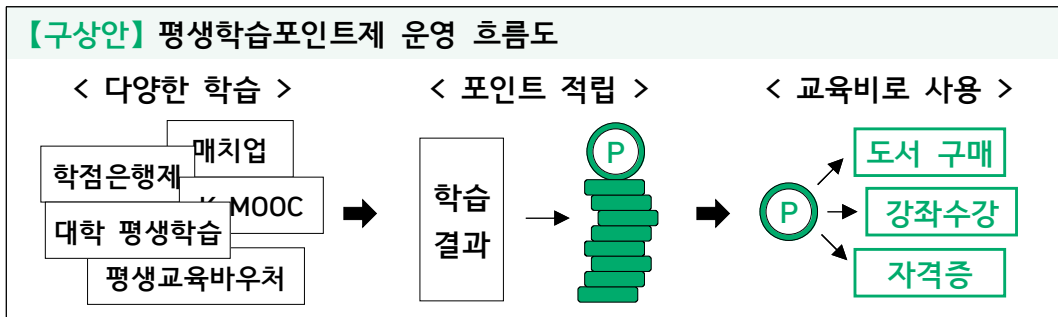 【구상안】 평생학습포인트제 운영 흐름도
< 다양한 학습 >
매치업
학점은행제
K-MOOC
대학 평생학습
평생교육바우처
< 포인트 적립 >
학습
결과
P
< 교육비로 사용 >
P
도서 구매
강좌수강
자격증